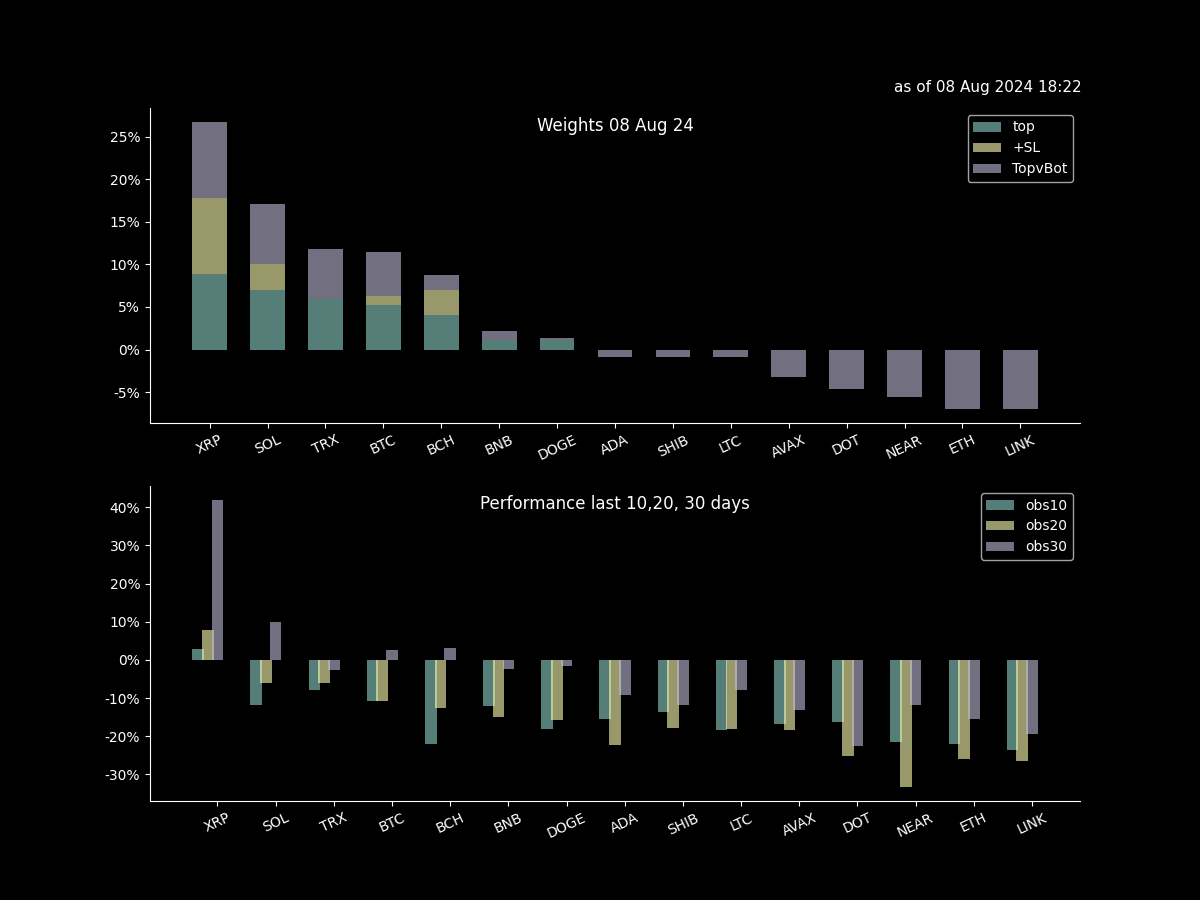 as of 08 Aug 2024 18:22
Weights 08 Aug 24
top
+SL
TopvBot
25%
20%
15%
10%
5%
0%
-5%
XRP SOL TRX BTC BCH BNB DOGE ADA SHIB LTC AVAX DOT NEAR ETH LINK
Performance last 10,20, 30 days
obs10
obs20
obs30
40%
30%
20%
10%
0%
-10%
-20%
-30%
XRP SOL TRX BTC BCH BNB DOGE ADA SHIB LTC AVAX DOT NEAR ETH LINK